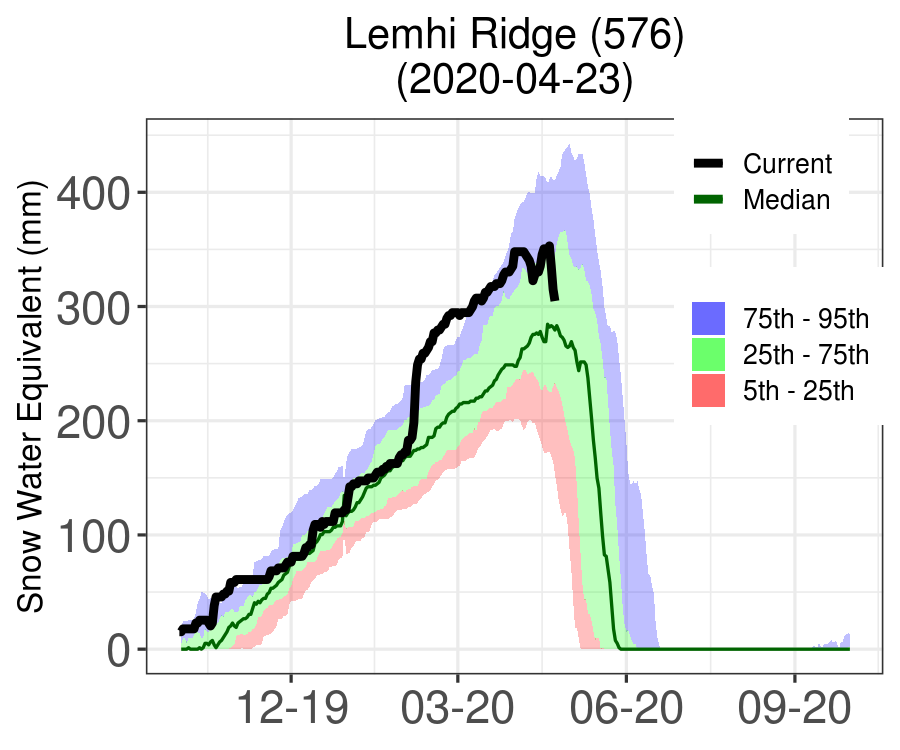 Lemhi Ridge (576)
(2020-04-23)
Snow Water Equivalent (mm)
400
300
200
100
0
12-19
03-20
06-20
09-20
Current
Median
75th - 95th
25th - 75th
5th - 25th